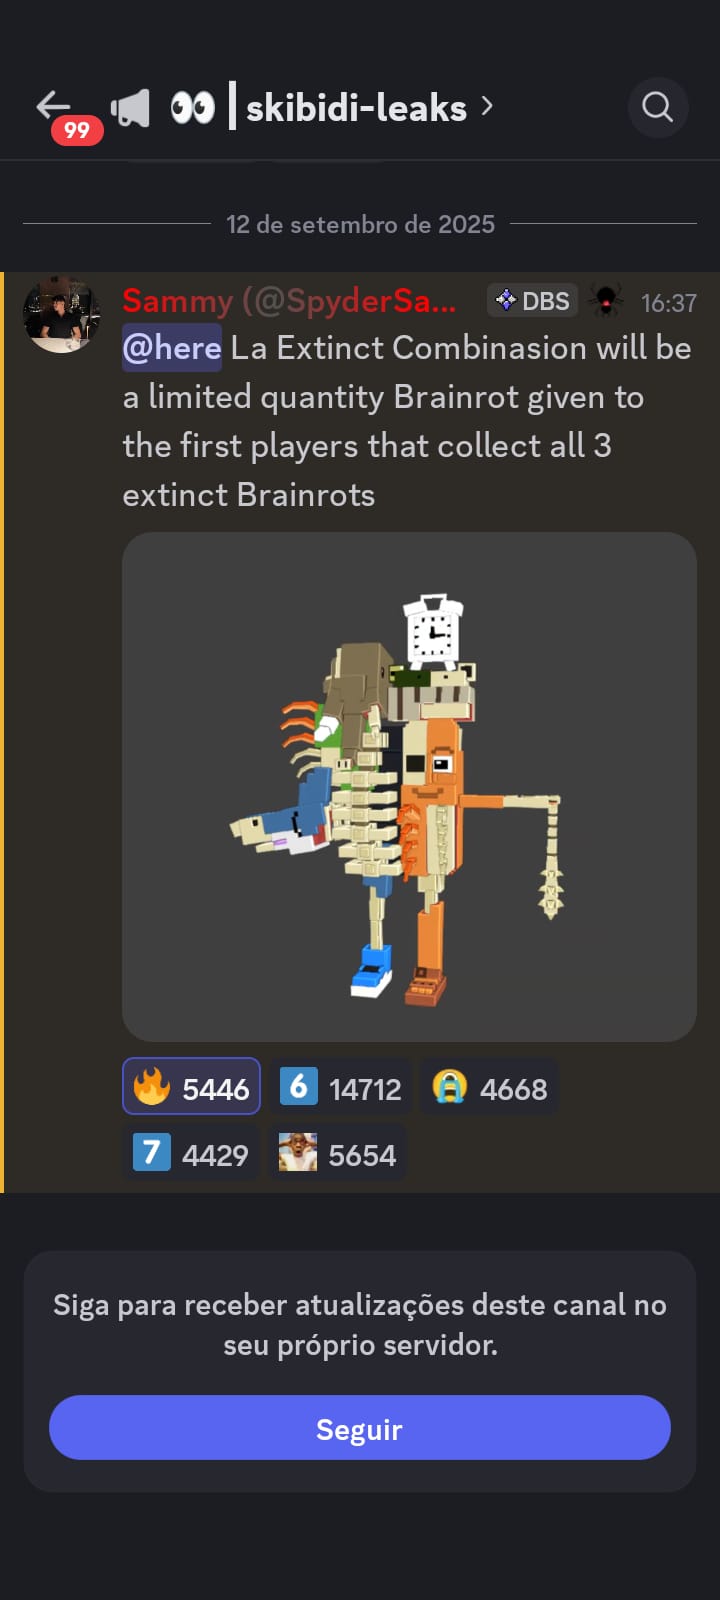 99
skibidi-leaks
12 de setembro de 2025
Sammy (@SpyderSa... DBS 16:37
@here La Extinct Combinasion will be
a limited quantity Brainrot given to
the first players that collect all 3
extinct Brainrots
5446 6 14712 4668
7 4429 5654
Siga para receber atualizações deste canal no
seu próprio servidor.
Seguir